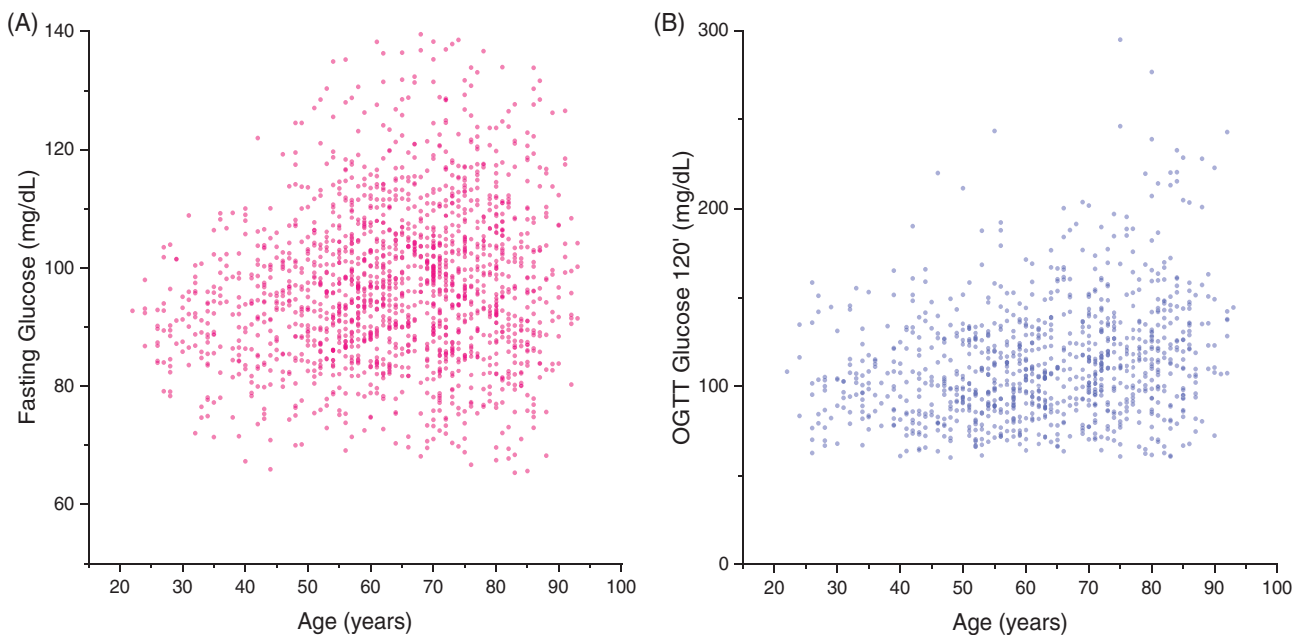 (A)
140
120
100
80
60
Fasting Glucose (mg/dL)
20 30 40 50 60 70 80 90 100
Age (years)
(B)
300
200
100
0
OGTT Glucose 120' (mg/dL)
20 30 40 50 60 70 80 90 100
Age (years)